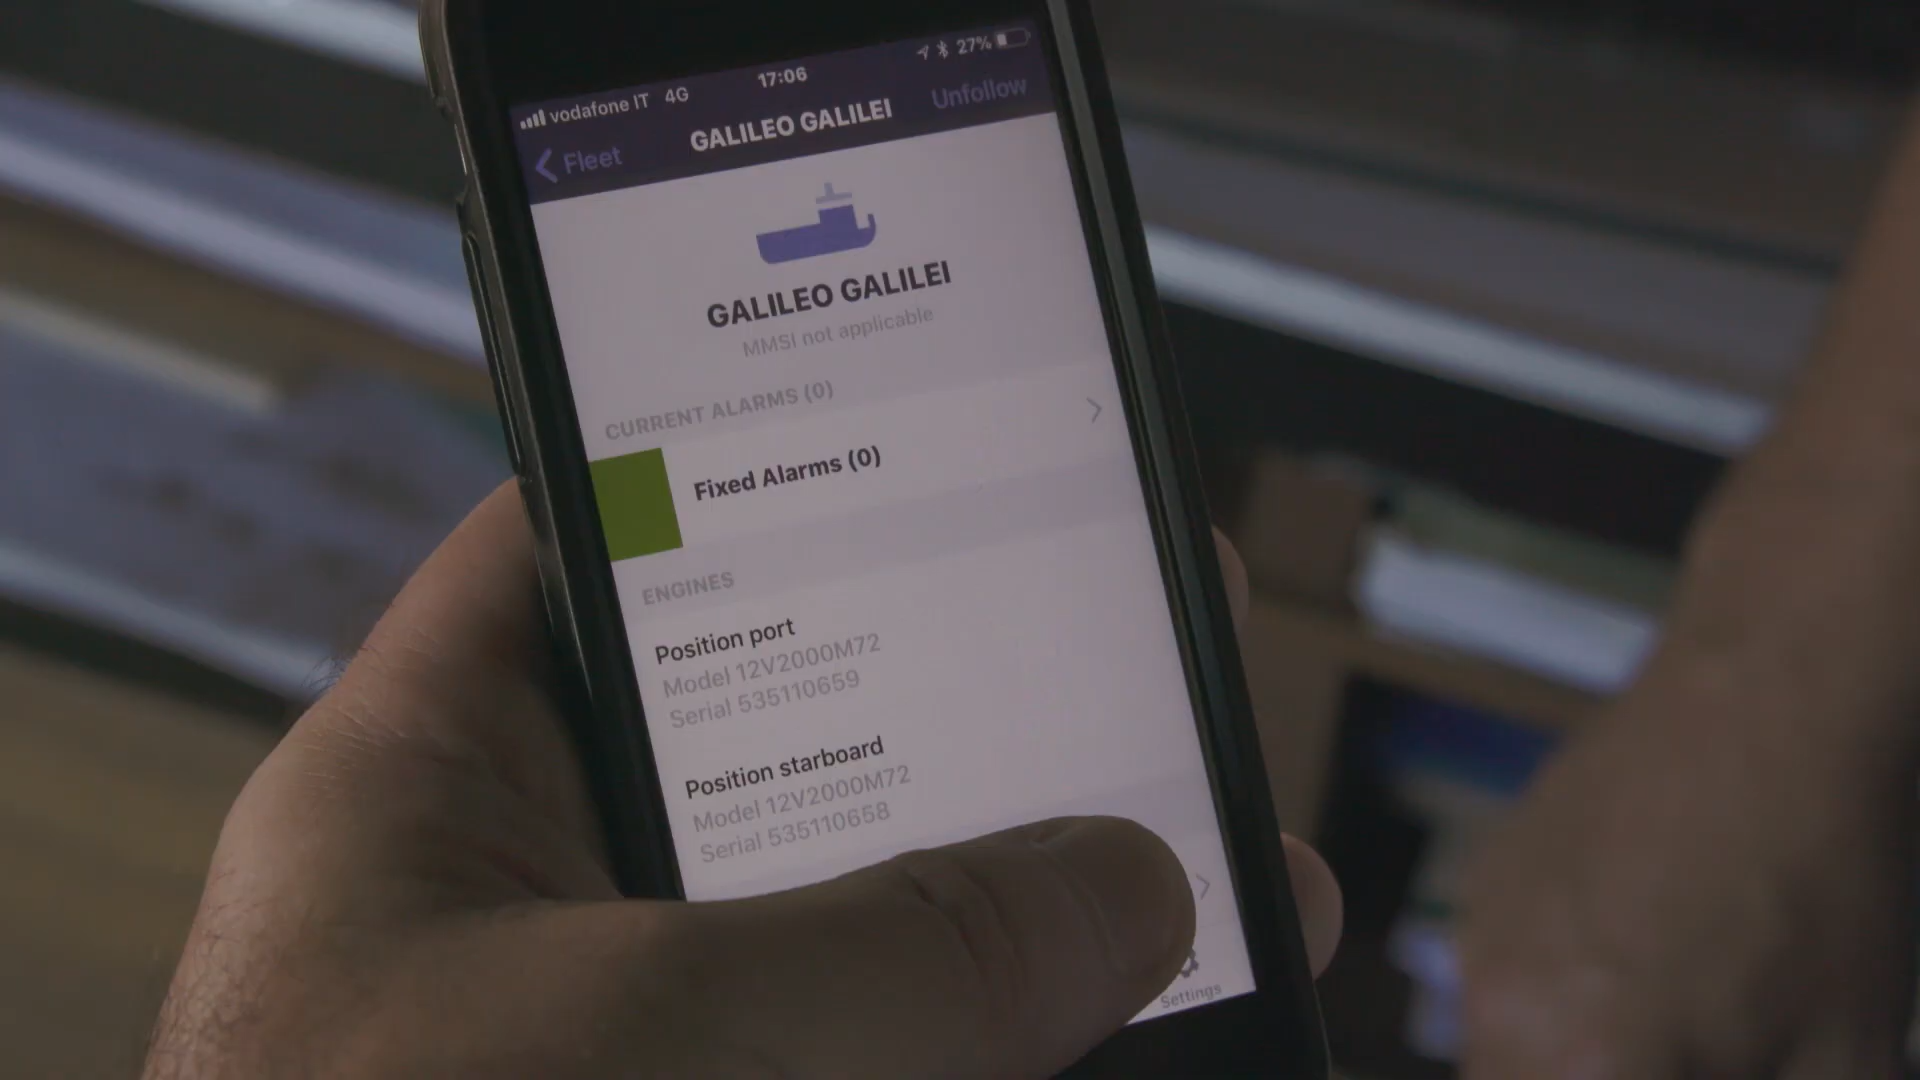 vodafone IT 4G 17:06 27%
Fleet GALILEO GALILEI Unfollow
GALILEO GALILEI
MMSI not applicable
CURRENT ALARMS (0)
Fixed Alarms (0)
ENGINES
Position port
Model 12V2000M72
Serial 535110659
Position starboard
Model 12V2000M72
Serial 535110658
Settings